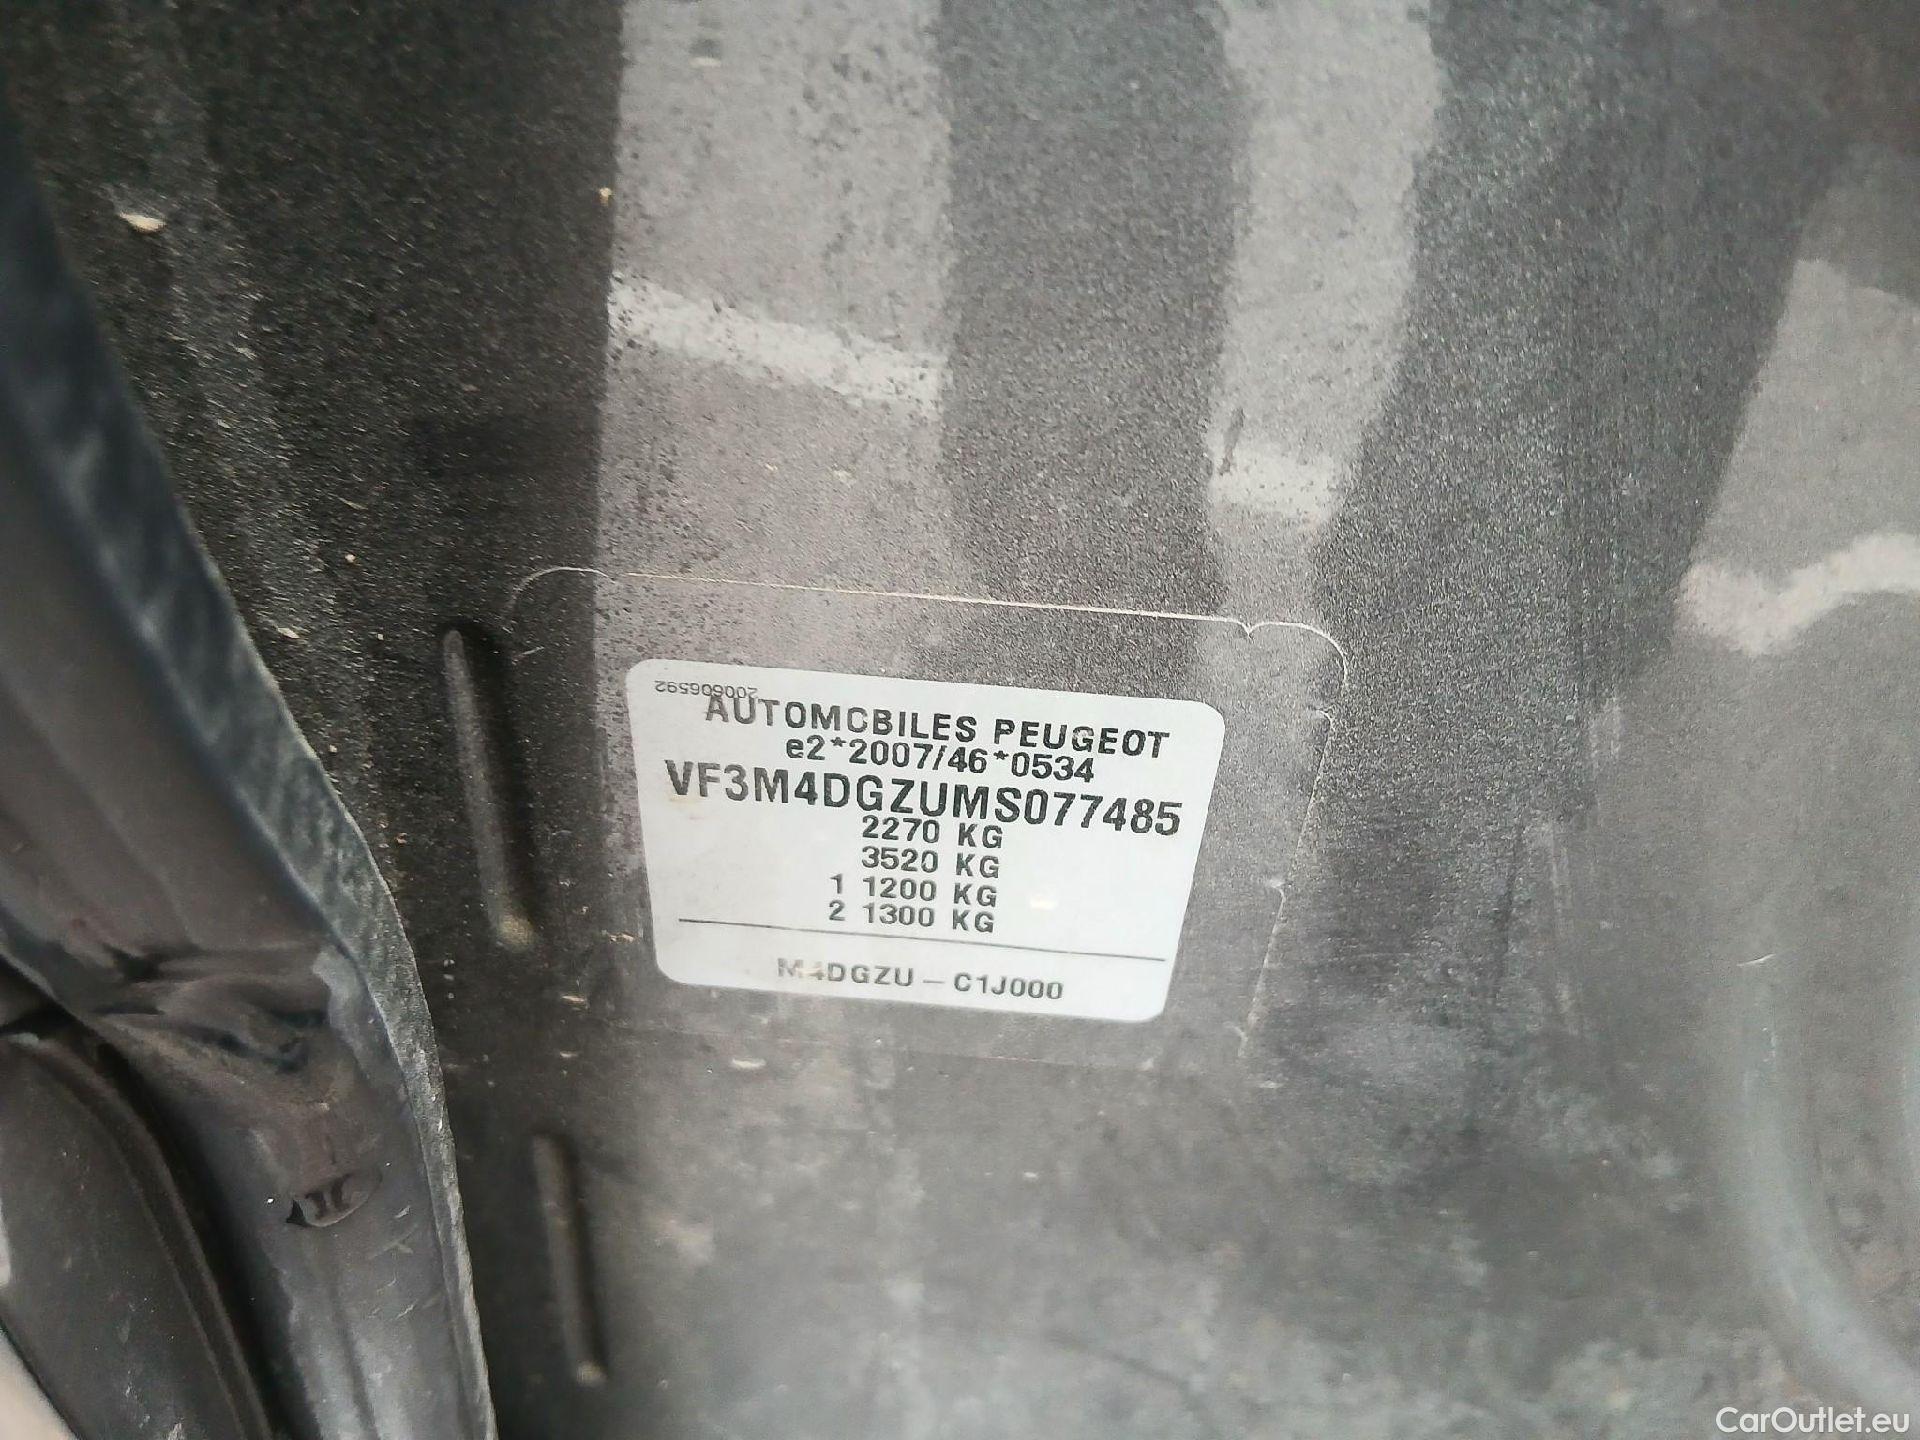 200606592
AUTOMOBILES PEUGEOT
e2*2007/46*0534
VF3M4DGZUMS077485
2270 KG
3520 KG
1 1200 KG
2 1300 KG
M4DGZU – C1J000
CarOutlet.eu